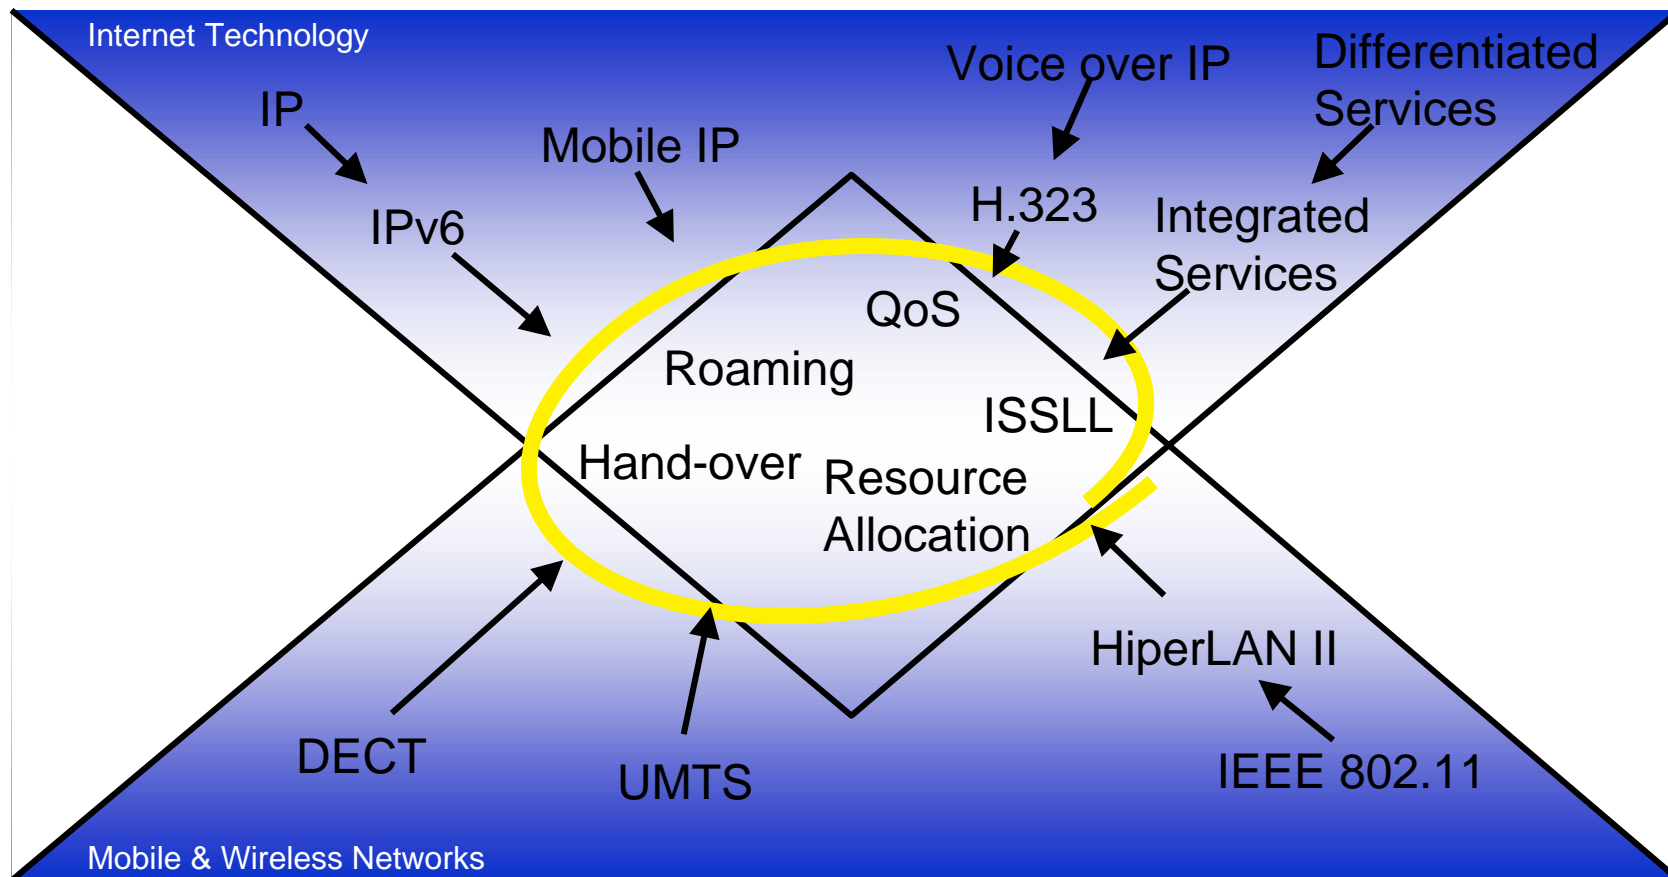 Internet Technology
Voice over IP
Differentiated
Services
IP
Mobile IP
H.323
Integrated
Services
IPv6
QoS
Roaming
ISSLL
Hand-over
Resource
Allocation
HiperLAN II
DECT
UMTS
IEEE 802.11
Mobile & Wireless Networks